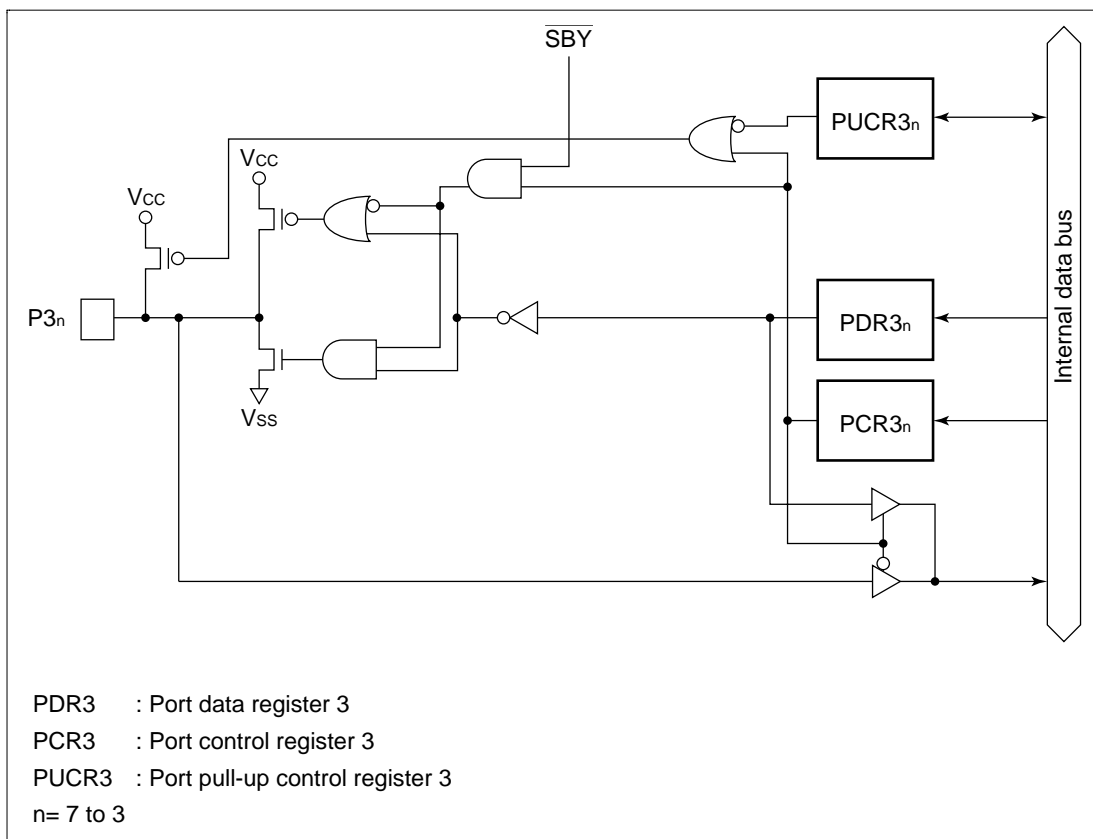 SBY
PUCR3n
VCC
VCC
Internal data bus
P3n
PDR3n
VSS
PCR3n
PDR3 : Port data register 3
PCR3 : Port control register 3
PUCR3 : Port pull-up control register 3
n= 7 to 3